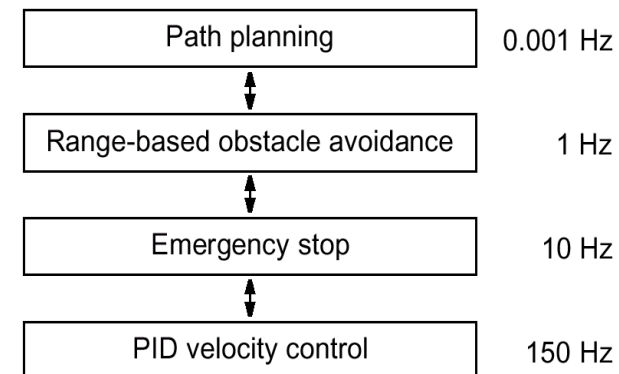 Path planning 0.001 Hz
Range-based obstacle avoidance 1 Hz
Emergency stop 10 Hz
PID velocity control 150 Hz